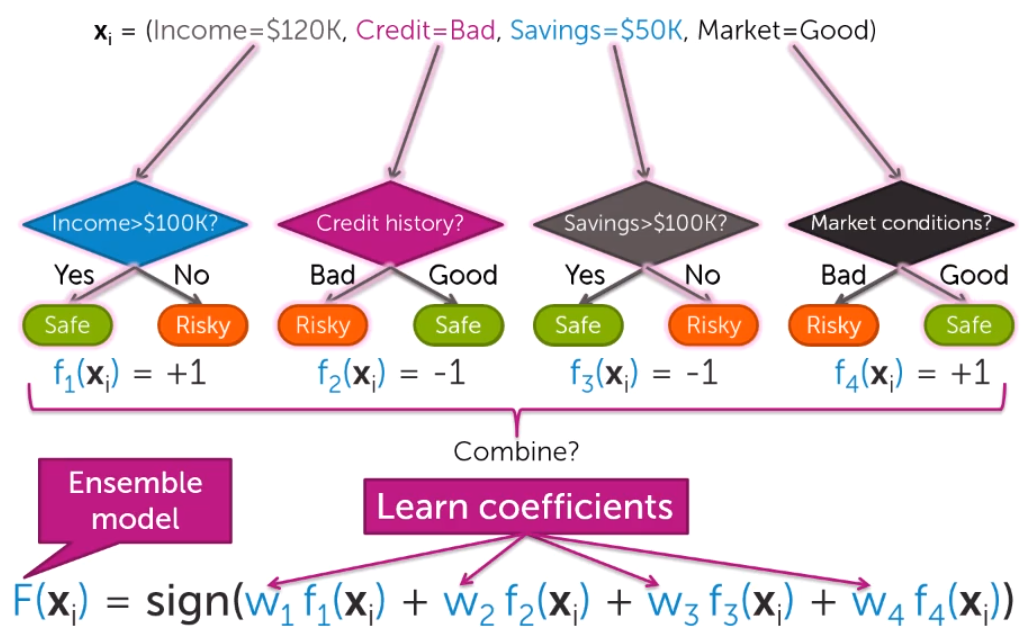 xᵢ = (Income=$120K, Credit=Bad, Savings=$50K, Market=Good)
Income>$100K?
Credit history?
Savings>$100K?
Market conditions?
Yes No
Bad Good
Yes No
Bad Good
Safe Risky
Risky Safe
Safe Risky
Risky Safe
f₁(xᵢ) = +1
f₂(xᵢ) = -1
f₃(xᵢ) = -1
f₄(xᵢ) = +1
Combine?
Ensemble
model
Learn coefficients
F(xᵢ) = sign(w₁ f₁(xᵢ) + w₂ f₂(xᵢ) + w₃ f₃(xᵢ) + w₄ f₄(xᵢ))